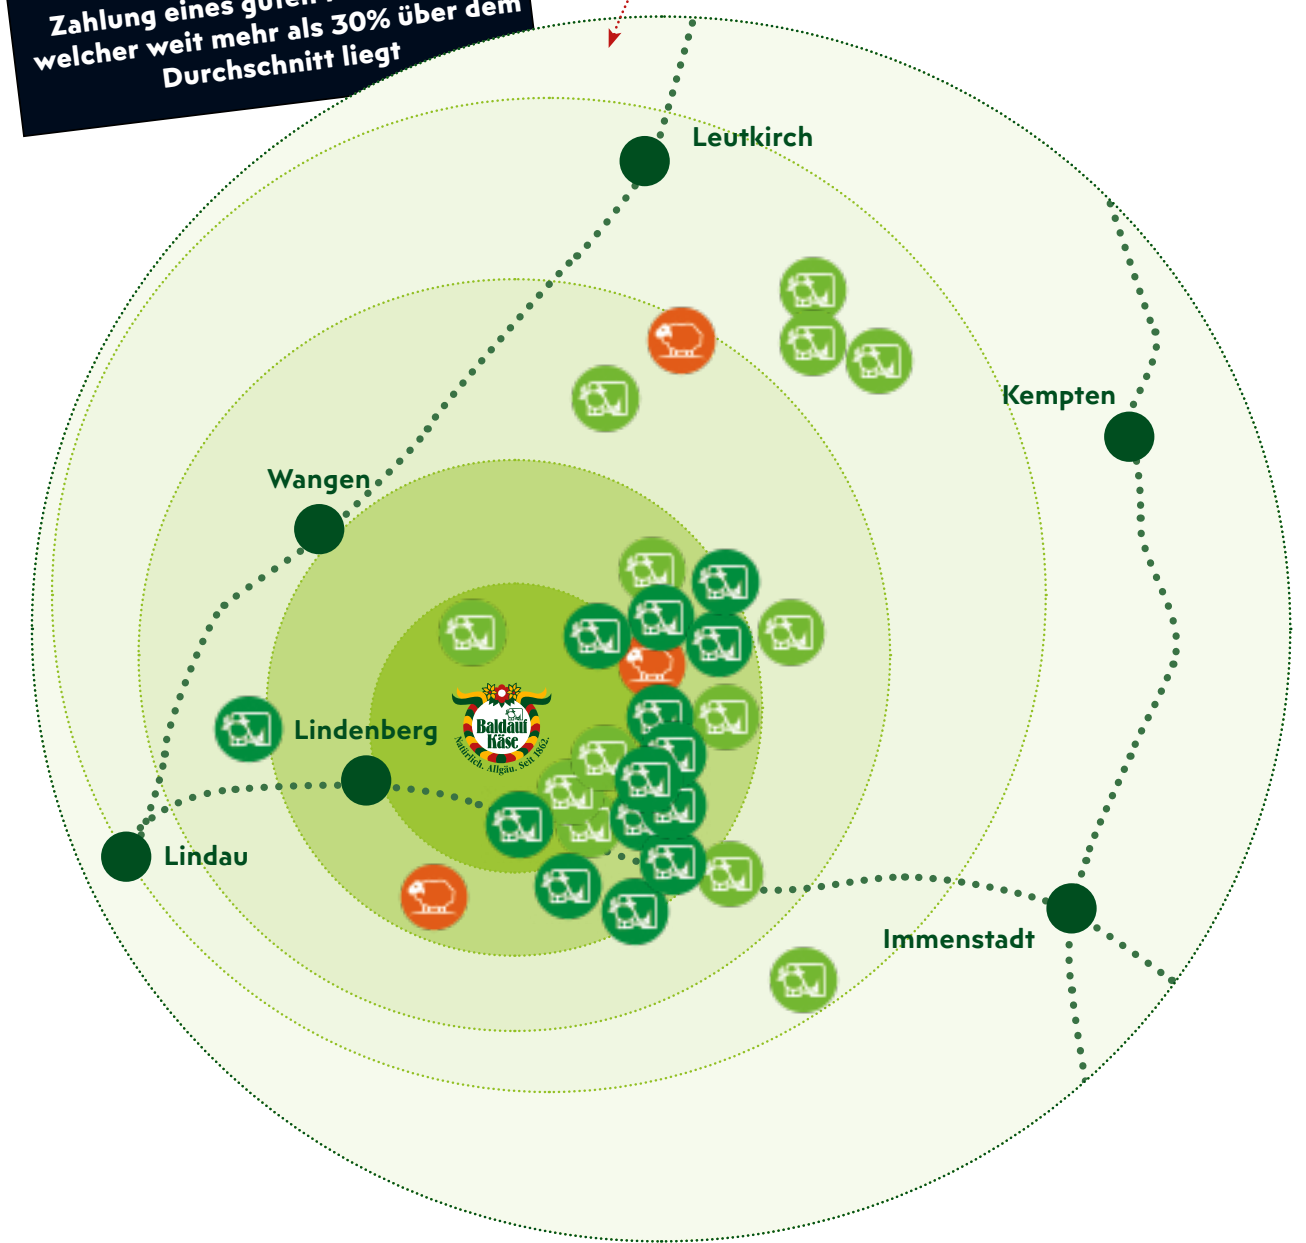 Zahlung eines guten
welcher weit mehr als 30% über dem
Durchschnitt liegt
Leutkirch
Kempten
Wangen
Lindenberg
Baldauf
Käse
Natürlich. Allgäu. Seit 1862.
Lindau
Immenstadt